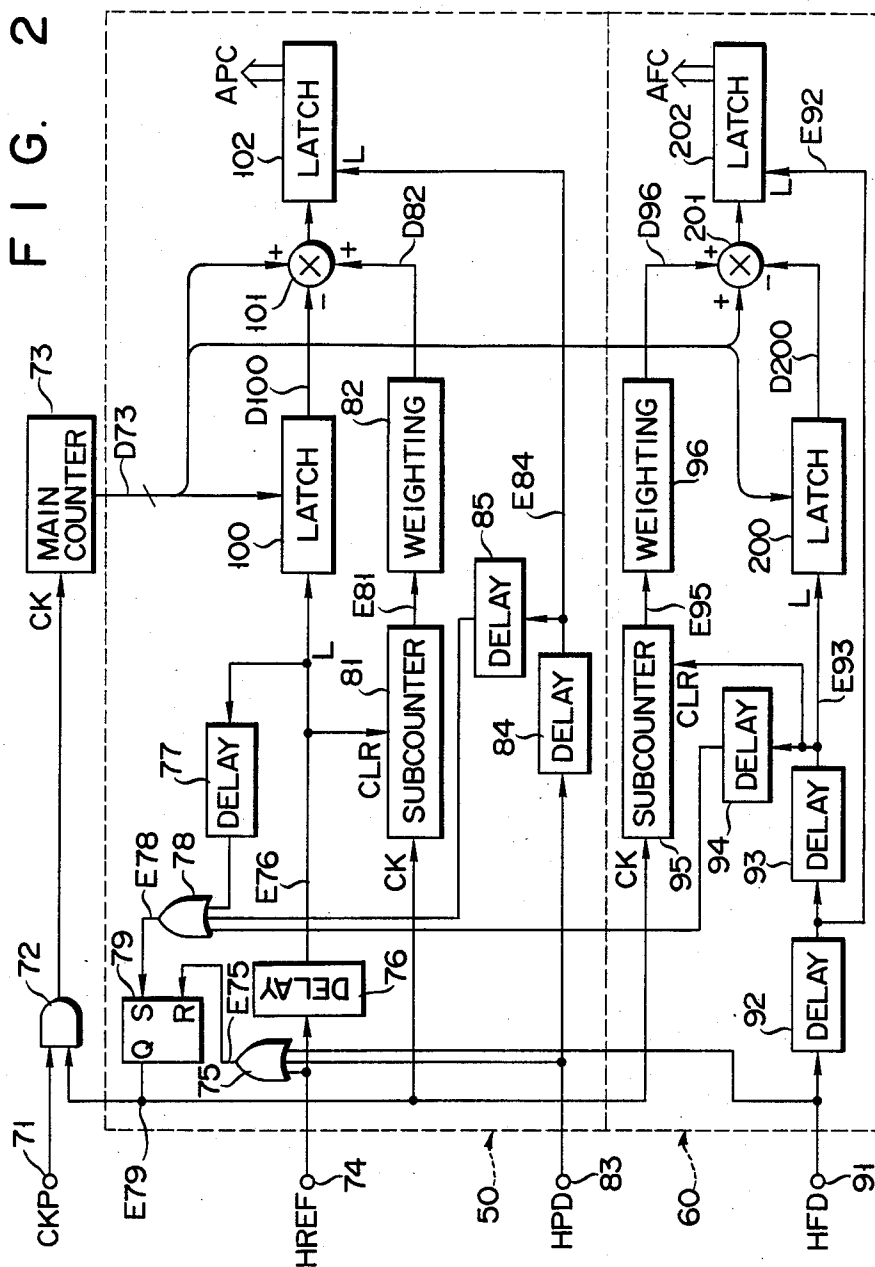 FIG. 2
CKP
71
72
CK
MAIN
COUNTER
73
D73
E79
79
Q
S
R
E78
78
77
DELAY
L
100
LATCH
D100
101
+
-
+
102
LATCH
APC
L
E75
75
DELAY
76
E76
HREF
74
CLR
81
SUBCOUNTER
CK
E81
WEIGHTING
82
D82
DELAY
85
84
DELAY
E84
50
HPD
83
60
CK
SUBCOUNTER
95
CLR
E95
WEIGHTING
96
D96
94
DELAY
+
+
-
201
202
LATCH
AFC
L
E92
92
DELAY
93
DELAY
E93
L
200
LATCH
D200
HFD
91